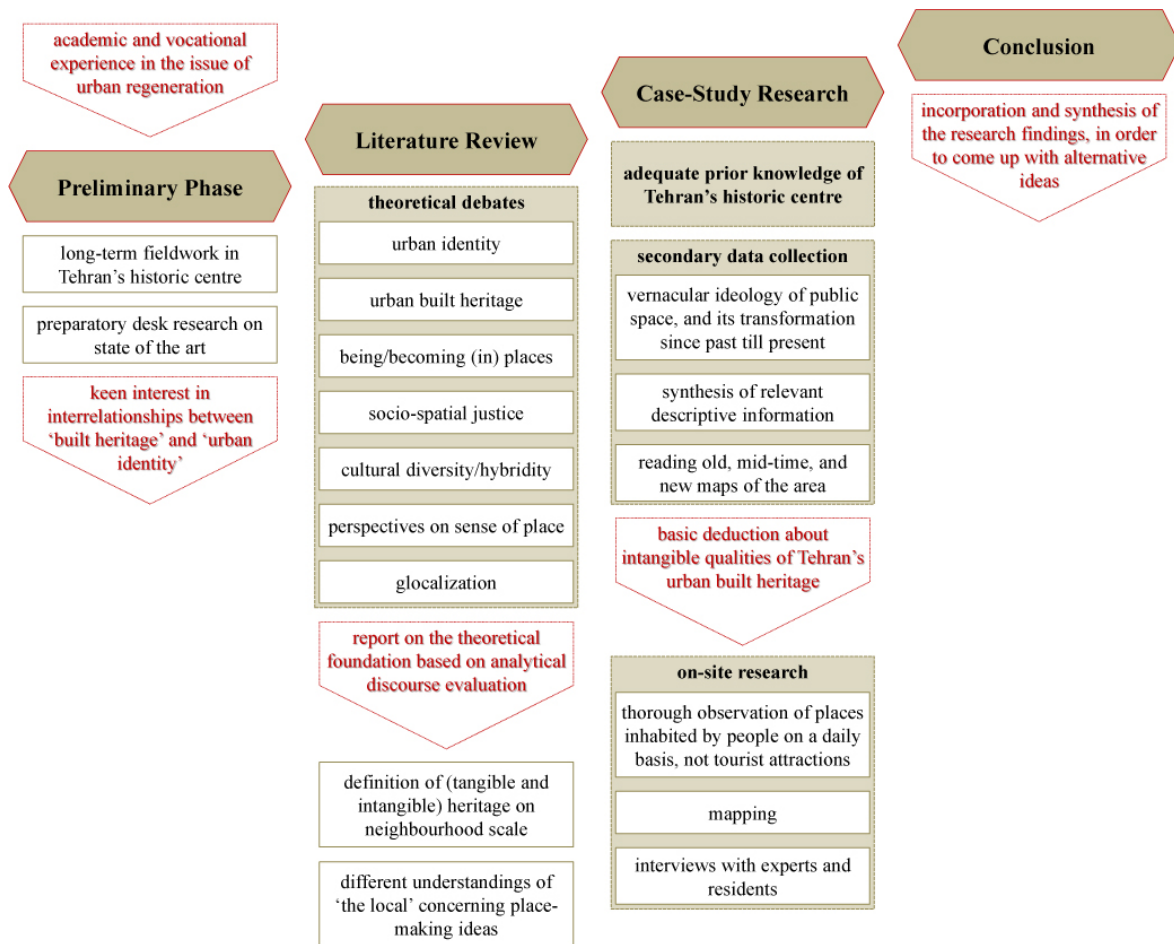 academic and vocational
experience in the issue of
urban regeneration
Preliminary Phase
long-term fieldwork in
Tehran’s historic centre
preparatory desk research on
state of the art
keen interest in
interrelationships between
‘built heritage’ and ‘urban
identity’
Literature Review
theoretical debates
urban identity
urban built heritage
being/becoming (in) places
socio-spatial justice
cultural diversity/hybridity
perspectives on sense of place
glocalization
report on the theoretical
foundation based on analytical
discourse evaluation
definition of (tangible and
intangible) heritage on
neighbourhood scale
different understandings of
‘the local’ concerning place-
making ideas
Case-Study Research
adequate prior knowledge of
Tehran’s historic centre
secondary data collection
vernacular ideology of public
space, and its transformation
since past till present
synthesis of relevant
descriptive information
reading old, mid-time, and
new maps of the area
basic deduction about
intangible qualities of Tehran’s
urban built heritage
on-site research
thorough observation of places
inhabited by people on a daily
basis, not tourist attractions
mapping
interviews with experts and
residents
Conclusion
incorporation and synthesis of
the research findings, in order
to come up with alternative
ideas